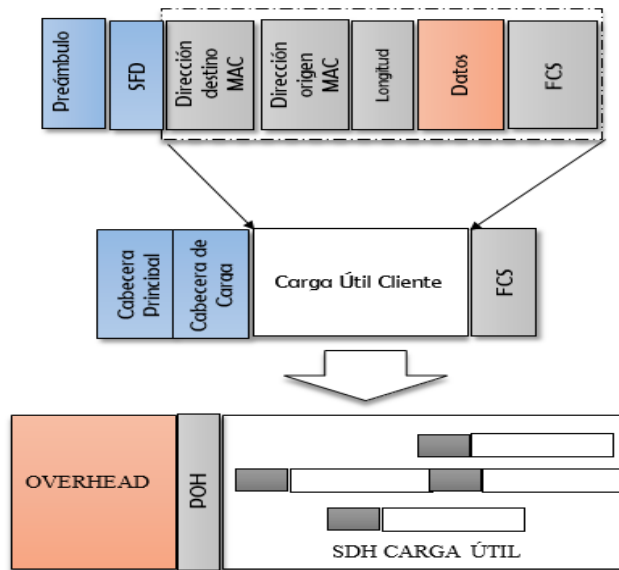 Preámbulo
SFD
Dirección
destino
MAC
Dirección
origen
MAC
Longitud
Datos
FCS
Cabecera
principal
Cabecera de
Carga
Carga Útil Cliente
FCS
OVERHEAD
POH
SDH CARGA ÚTIL